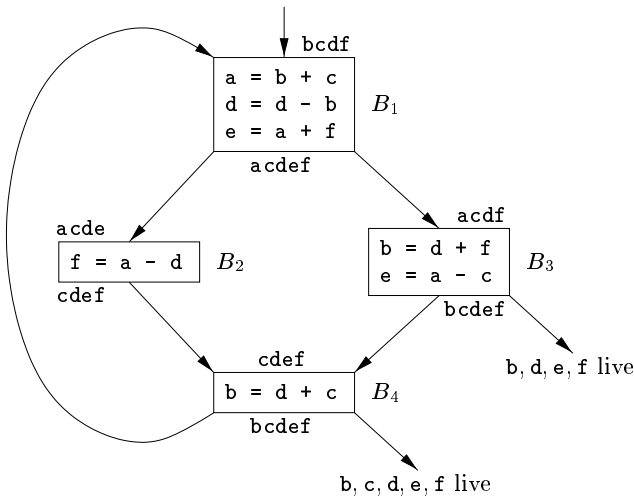 bcdf
a = b + c
d = d - b
e = a + f
B1
acdef
acde
f = a - d
B2
cdef
acdf
b = d + f
e = a - c
B3
bcdef
b, d, e, f live
cdef
b = d + c
B4
bcdef
b, c, d, e, f live